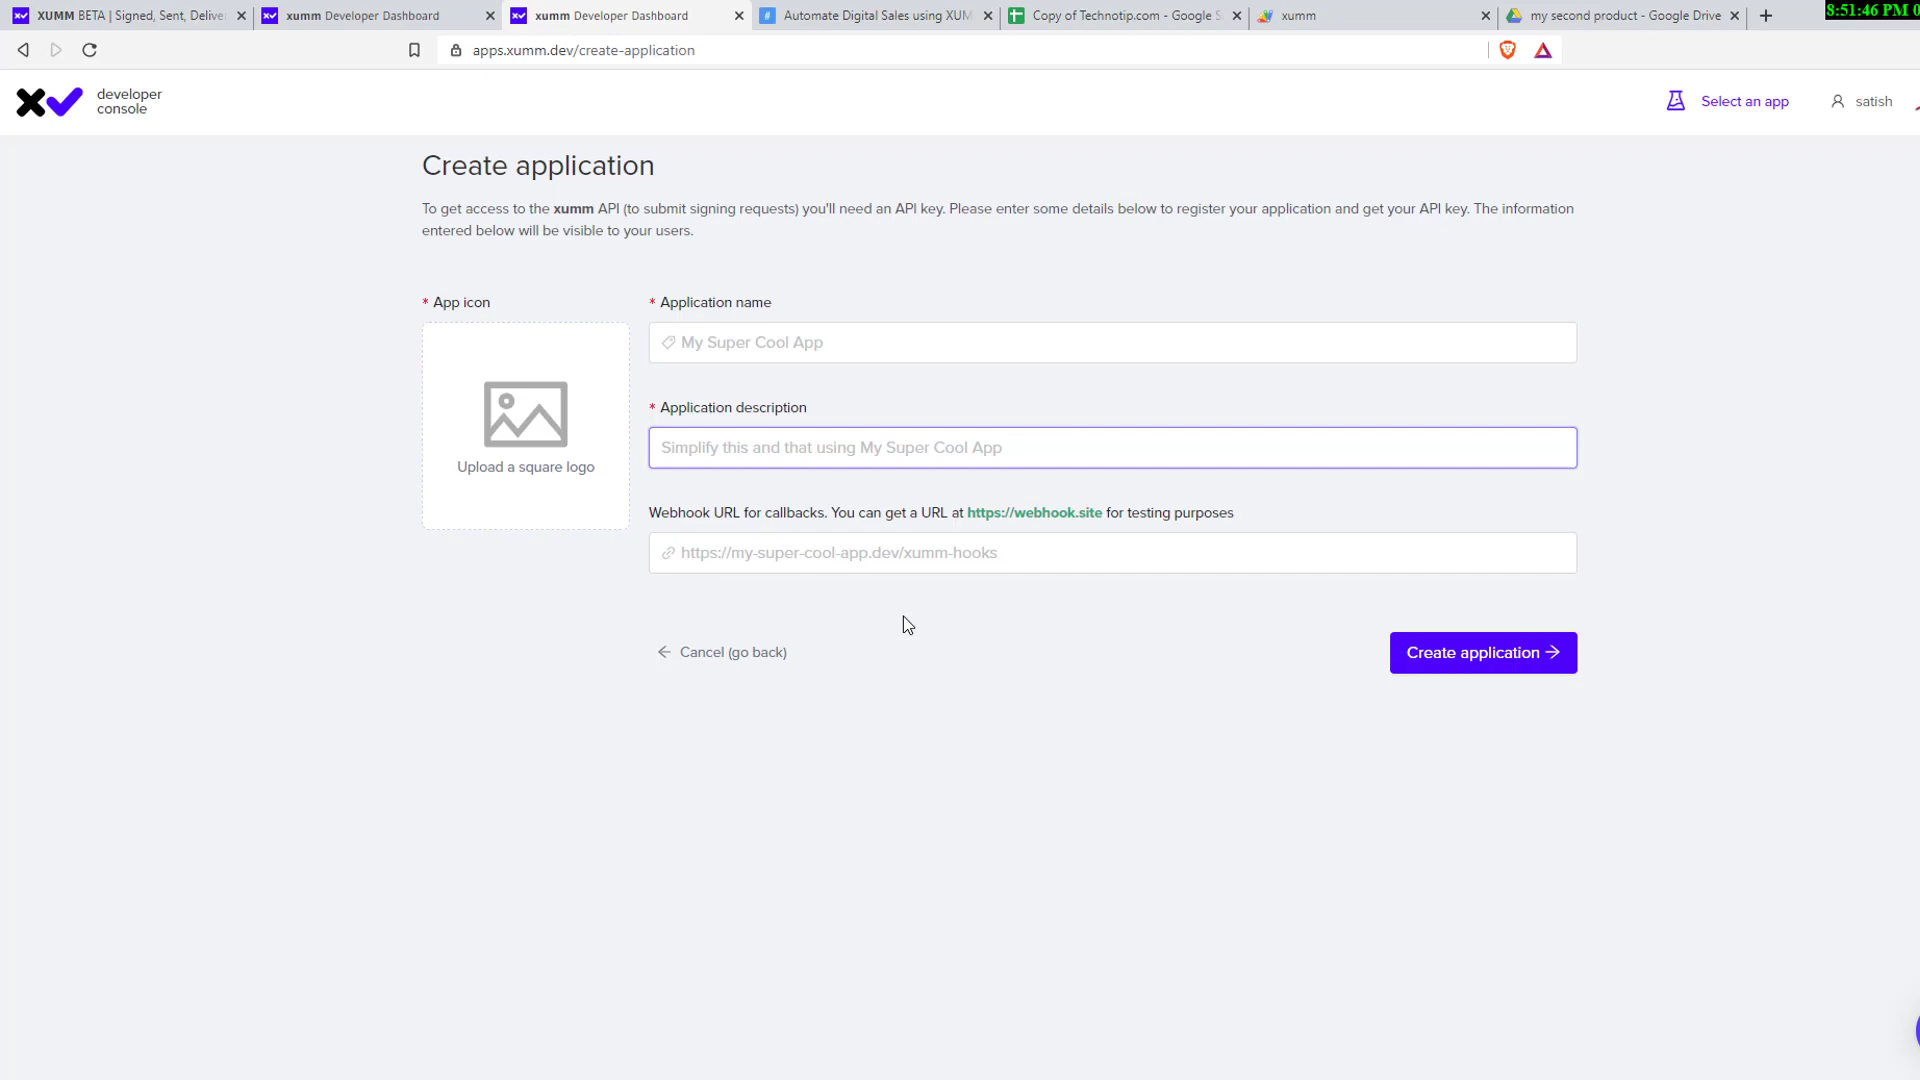 XUMM BETA | Signed, Sent, Deliver
xumm Developer Dashboard
xumm Developer Dashboard
Automate Digital Sales using XUM
Copy of Technotip.com - Google S
xumm
my second product - Google Drive
8:51:46 PM 0
apps.xumm.dev/create-application
developer
console
Select an app
satish
Create application
To get access to the xumm API (to submit signing requests) you'll need an API key. Please enter some details below to register your application and get your API key. The information
entered below will be visible to your users.
* App icon
* Application name
My Super Cool App
* Application description
Simplify this and that using My Super Cool App
Upload a square logo
Webhook URL for callbacks. You can get a URL at https://webhook.site for testing purposes
https://my-super-cool-app.dev/xumm-hooks
Cancel (go back)
Create application